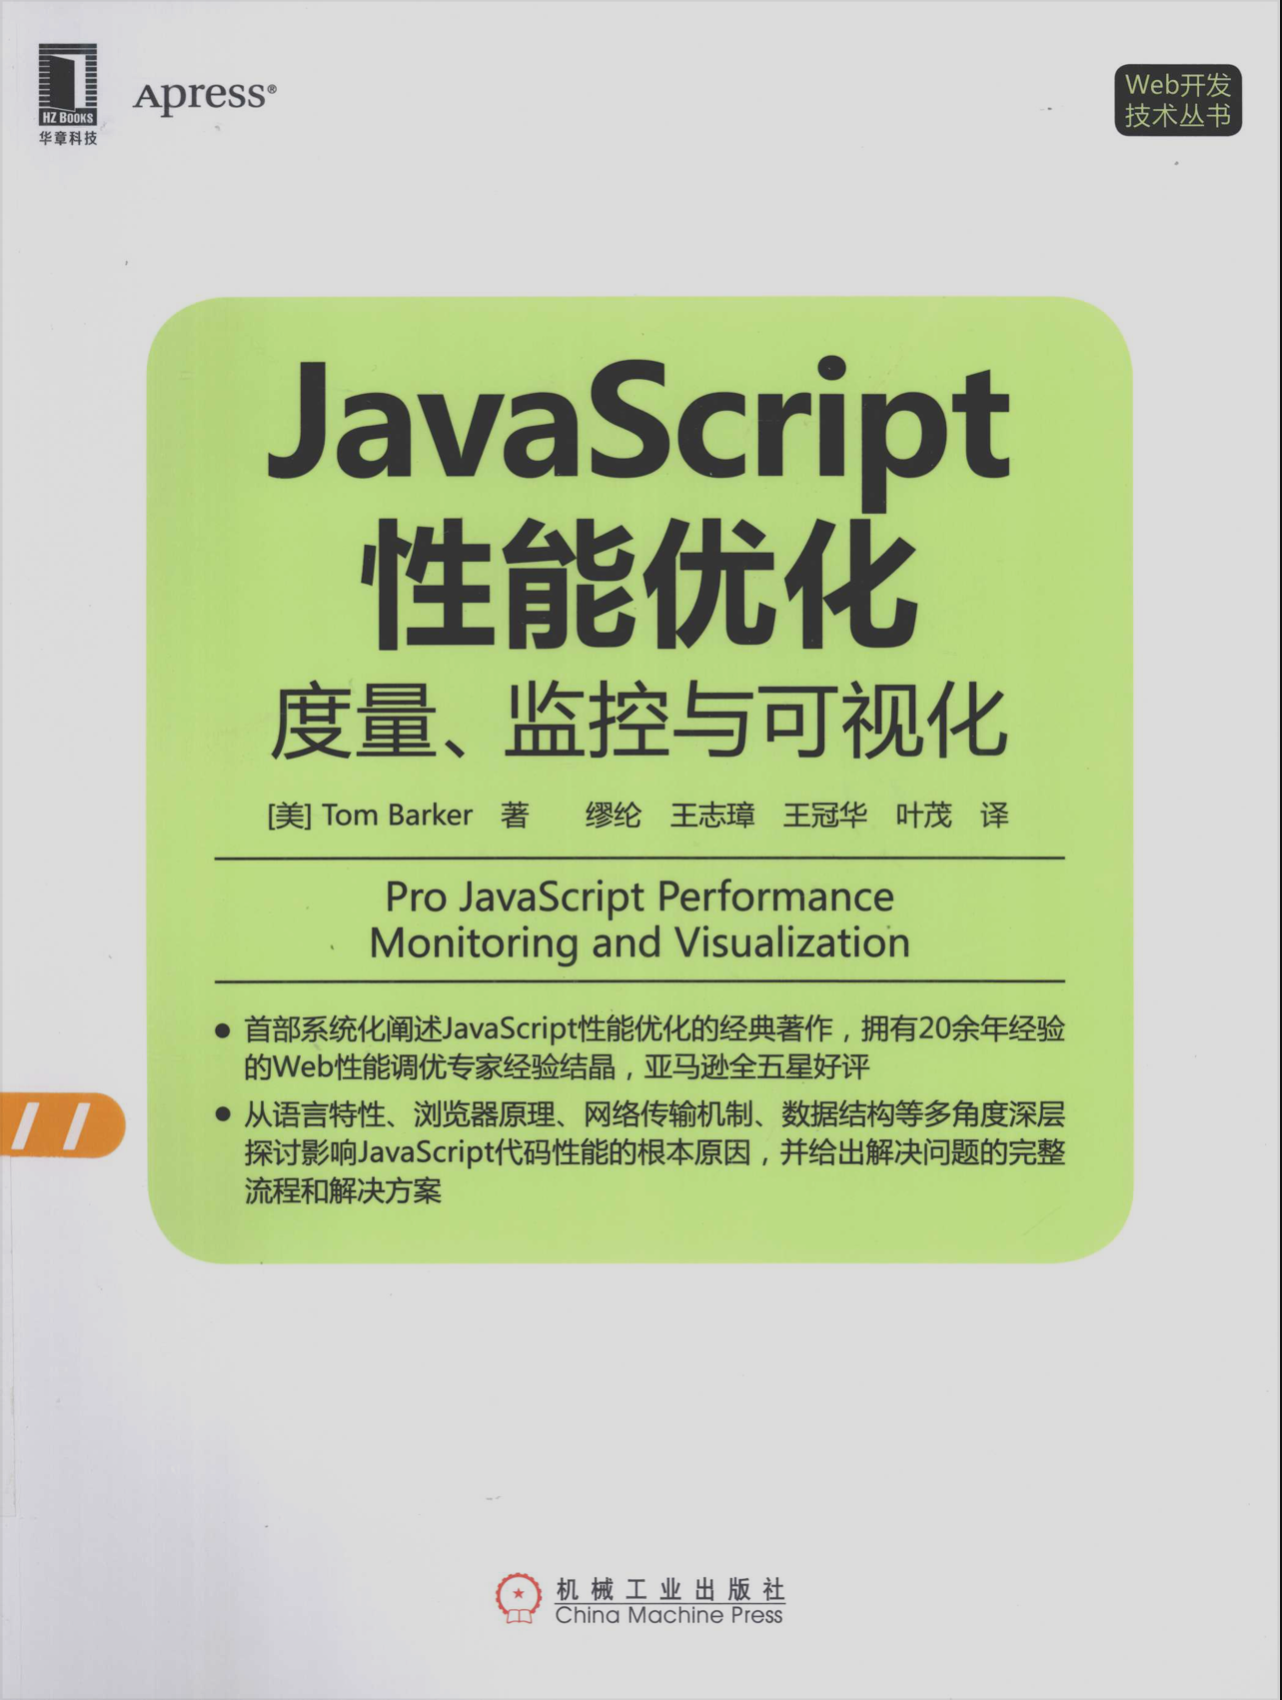 HZ BOOKS
华章科技
Apress®
Web开发
技术丛书
JavaScript
性能优化
度量、监控与可视化
[美] Tom Barker 著 缪纶 王志璋 王冠华 叶茂 译
Pro JavaScript Performance
Monitoring and Visualization
● 首部系统化阐述JavaScript性能优化的经典著作，拥有20余年经验
的Web性能调优专家经验结晶，亚马逊全五星好评
● 从语言特性、浏览器原理、网络传输机制、数据结构等多角度深层
探讨影响JavaScript代码性能的根本原因，并给出解决问题的完整
流程和解决方案
机械工业出版社
China Machine Press